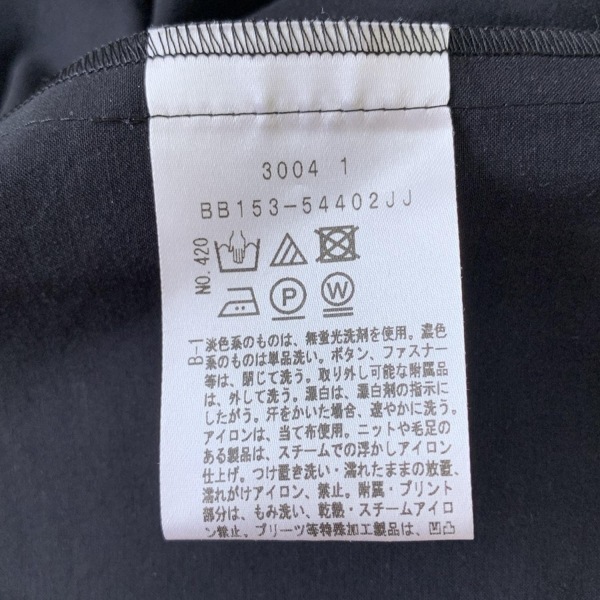 3004 1
BB153-54402JJ
NO.420
P
W
B-1
淡色系のものは、無蛍光洗剤を使用。濃色
系のものは単品洗い。ボタン、ファスナー
等は、閉じて洗う。取り外し可能な附属品
は、外して洗う。漂白は、漂白剤の指示に
したがう。汗をかいた場合、速やかに洗う。
アイロンは、当て布使用。ニットや毛足の
ある製品は、スチームでの浮かしアイロン
仕上げ。つけ置き洗い・濡れたままの放置、
濡れがけアイロン、禁止。附属・プリント
部分は、もみ洗い、乾燥・スチームアイロ
ン禁止。プリーツ等特殊加工製品は、